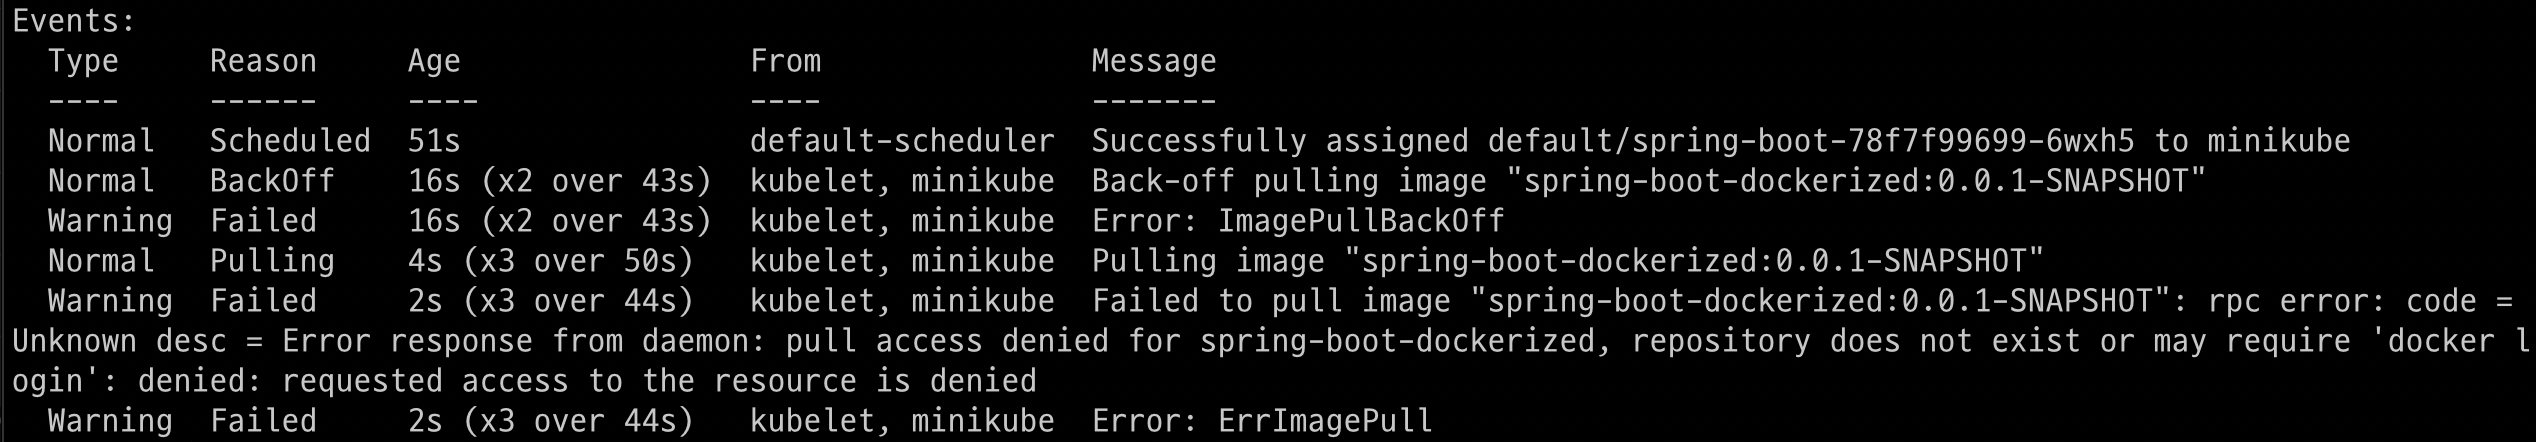 Events:
  Type     Reason     Age                From               Message
  ----     ------     ----               ----               -------
  Normal   Scheduled  51s                default-scheduler  Successfully assigned default/spring-boot-78f7f99699-6wxh5 to minikube
  Normal   BackOff    16s (x2 over 43s)  kubelet, minikube  Back-off pulling image "spring-boot-dockerized:0.0.1-SNAPSHOT"
  Warning  Failed     16s (x2 over 43s)  kubelet, minikube  Error: ImagePullBackOff
  Normal   Pulling    4s (x3 over 50s)   kubelet, minikube  Pulling image "spring-boot-dockerized:0.0.1-SNAPSHOT"
  Warning  Failed     2s (x3 over 44s)   kubelet, minikube  Failed to pull image "spring-boot-dockerized:0.0.1-SNAPSHOT": rpc error: code =
Unknown desc = Error response from daemon: pull access denied for spring-boot-dockerized, repository does not exist or may require 'docker l
ogin': denied: requested access to the resource is denied
  Warning  Failed     2s (x3 over 44s)   kubelet, minikube  Error: ErrImagePull